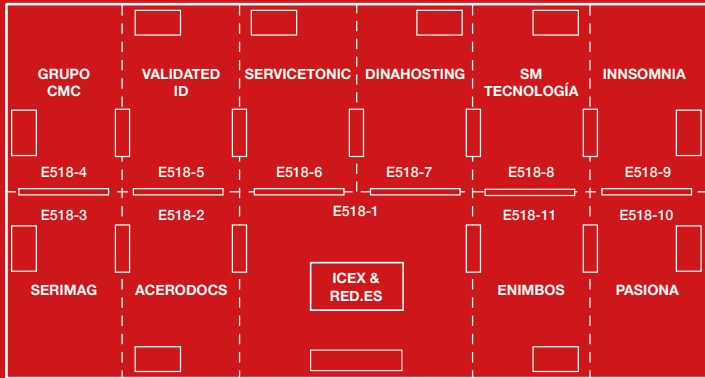 GRUPO
CMC
VALIDATED
ID
SERVICETONIC
DINAHOSTING
SM
TECNOLOGÍA
INNSOMNIA
E518-4
E518-5
E518-6
E518-7
E518-8
E518-9
E518-3
E518-2
E518-1
E518-11
E518-10
SERIMAG
ACERODOCS
ICEX &
RED.ES
ENIMBOS
PASIONA